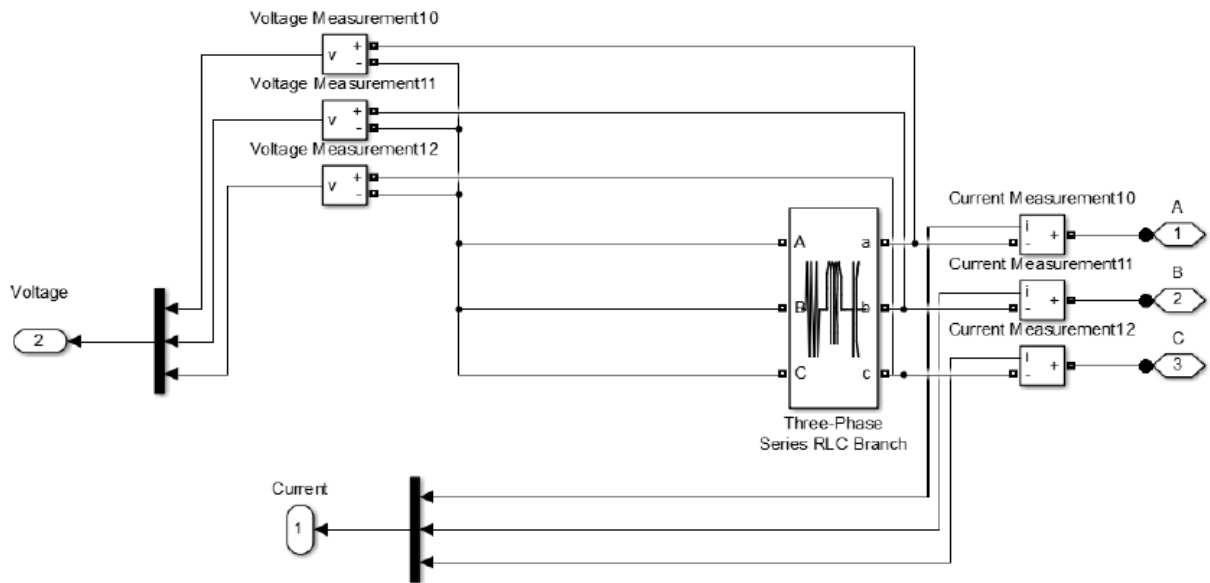 Voltage Measurement10
v + -
Voltage Measurement11
v + -
Voltage Measurement12
v + -
Current Measurement10
i - +
A
1
Current Measurement11
i - +
B
2
Current Measurement12
i - +
C
3
A a
B b
C c
Three-Phase
Series RLC Branch
Voltage
2
Current
1